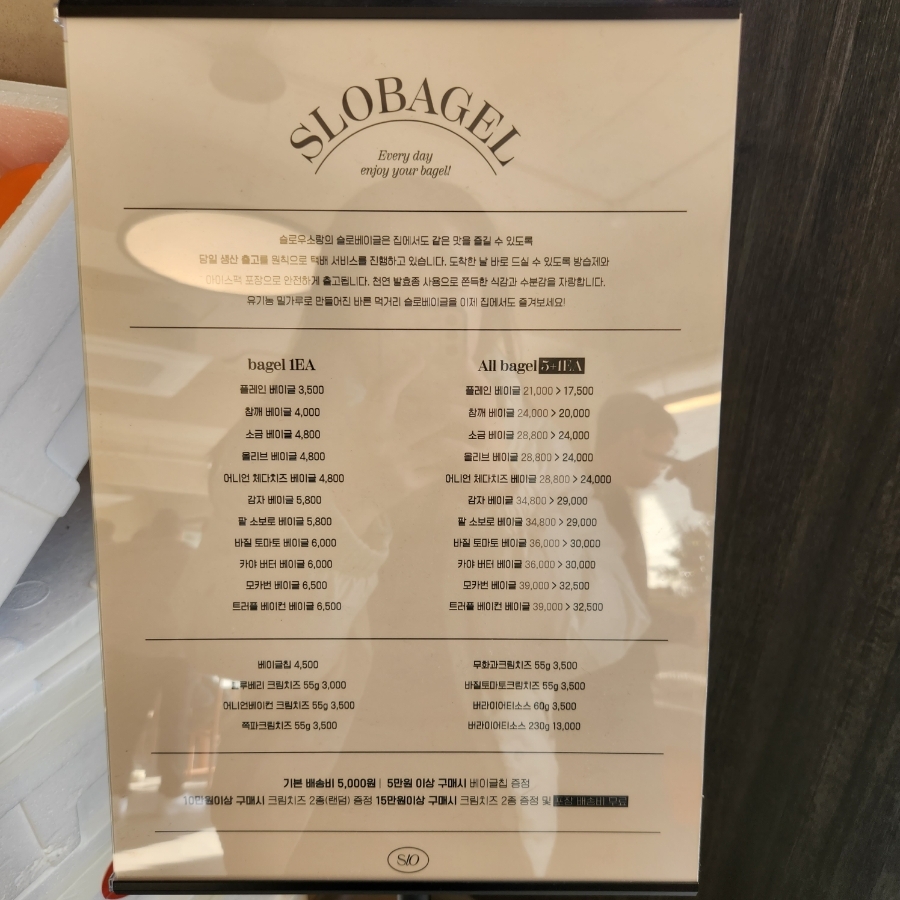 SLOBAGEL
Every day
enjoy your bagel!
슬로우스랑의 슬로베이글은 집에서도 같은 맛을 즐길 수 있도록
당일 생산 출고를 원칙으로 택배 서비스를 진행하고 있습니다. 도착한 날 바로 드실 수 있도록 방습제와
아이스팩 포장으로 안전하게 출고됩니다. 천연 발효종 사용으로 쫀득한 식감과 수분감을 자랑합니다.
유기농 밀가루로 만들어진 바른 먹거리 슬로베이글을 이제 집에서도 즐겨보세요!
bagel 1EA
플레인 베이글 3,500
참깨 베이글 4,000
소금 베이글 4,800
올리브 베이글 4,800
어니언 체다치즈 베이글 4,800
감자 베이글 5,800
팥 소보로 베이글 5,800
바질 토마토 베이글 6,000
카야 버터 베이글 6,000
모카번 베이글 6,500
트러플 베이컨 베이글 6,500
All bagel 5+1EA
플레인 베이글 21,000 > 17,500
참깨 베이글 24,000 > 20,000
소금 베이글 28,800 > 24,000
올리브 베이글 28,800 > 24,000
어니언 체다치즈 베이글 28,800 > 24,000
감자 베이글 34,800 > 29,000
팥 소보로 베이글 34,800 > 29,000
바질 토마토 베이글 36,000 > 30,000
카야 버터 베이글 36,000 > 30,000
모카번 베이글 39,000 > 32,500
트러플 베이컨 베이글 39,000 > 32,500
베이글칩 4,500
블루베리 크림치즈 55g 3,000
어니언베이컨 크림치즈 55g 3,500
쪽파크림치즈 55g 3,500
무화과크림치즈 55g 3,500
바질토마토크림치즈 55g 3,500
버라이어티소스 60g 3,500
버라이어티소스 230g 13,000
기본 배송비 5,000원 | 5만원 이상 구매시 베이글칩 증정
10만원이상 구매시 크림치즈 2종(랜덤) 증정 15만원이상 구매시 크림치즈 2종 증정 및 포장 배송비 무료
SLO